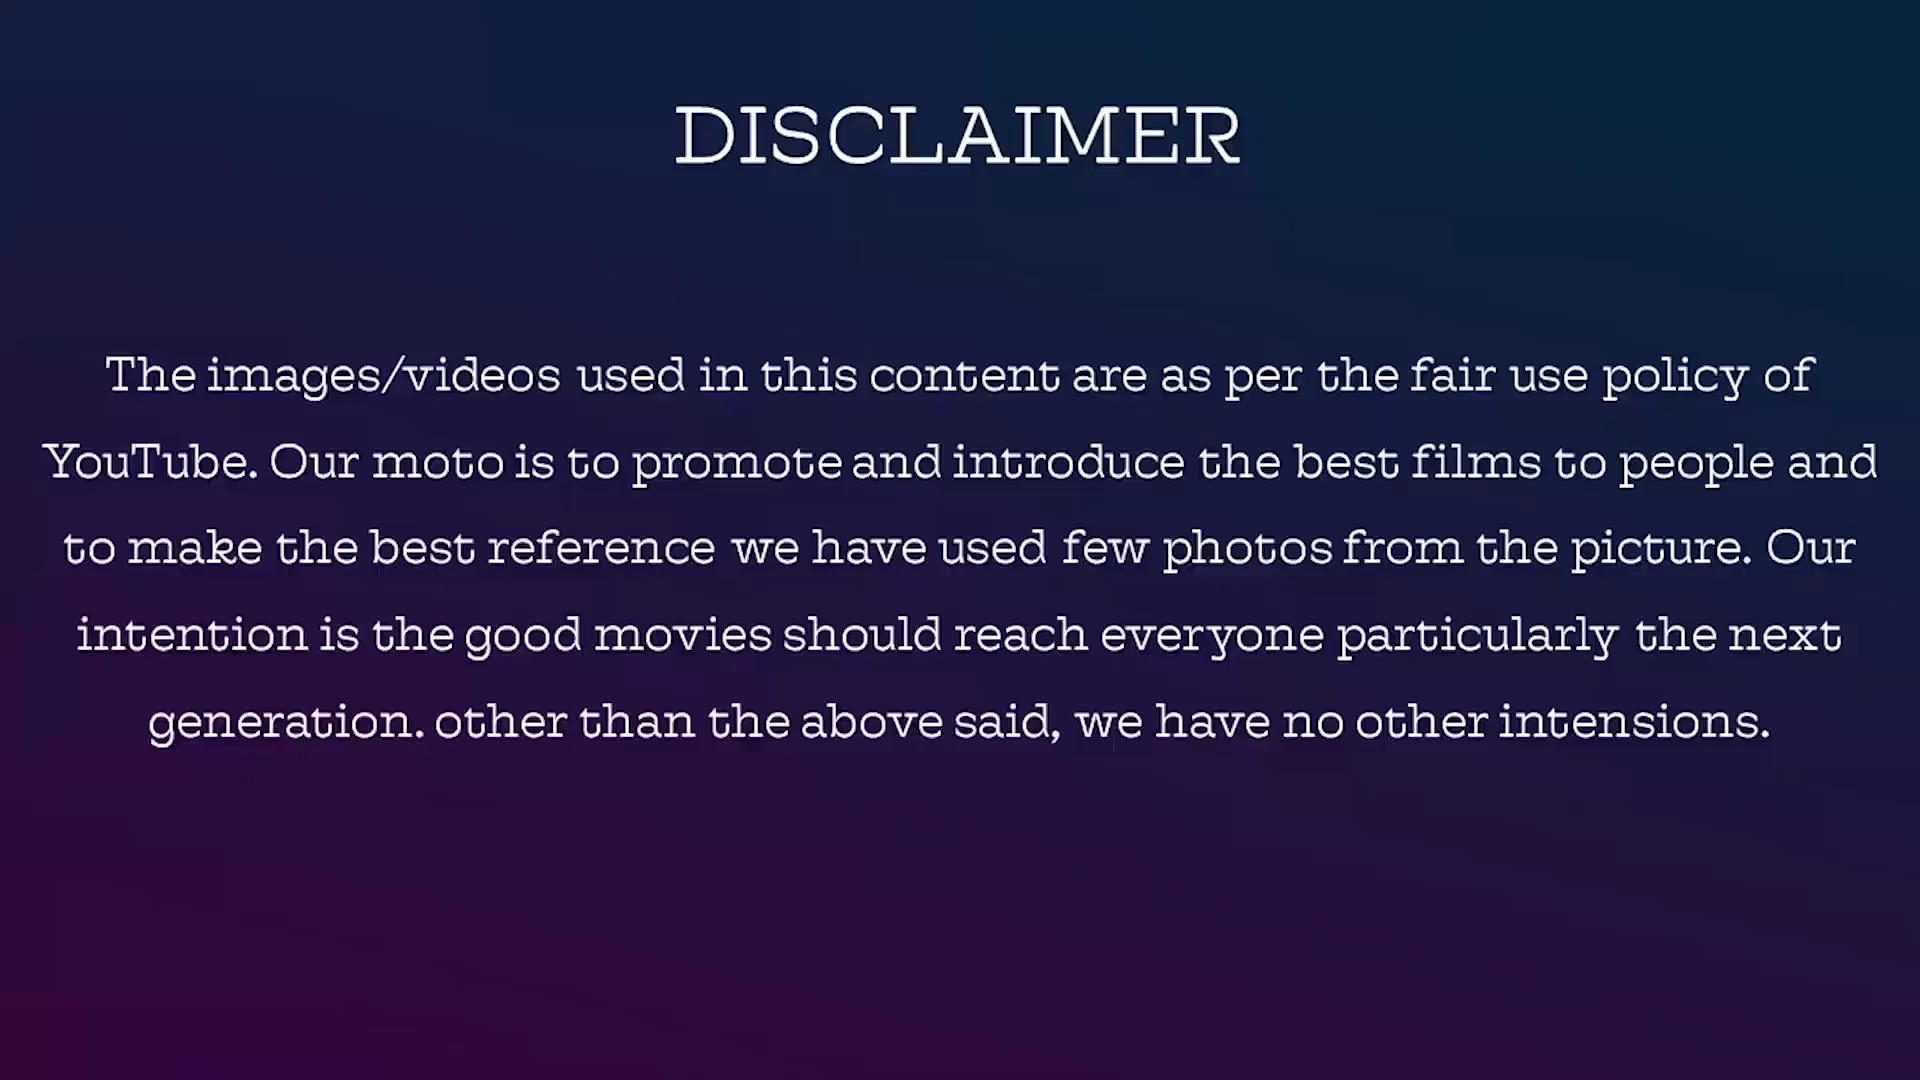 DISCLAIMER
The images/videos used in this content are as per the fair use policy of
YouTube. Our moto is to promote and introduce the best films to people and
to make the best reference we have used few photos from the picture. Our
intention is the good movies should reach everyone particularly the next
generation. other than the above said, we have no other intensions.